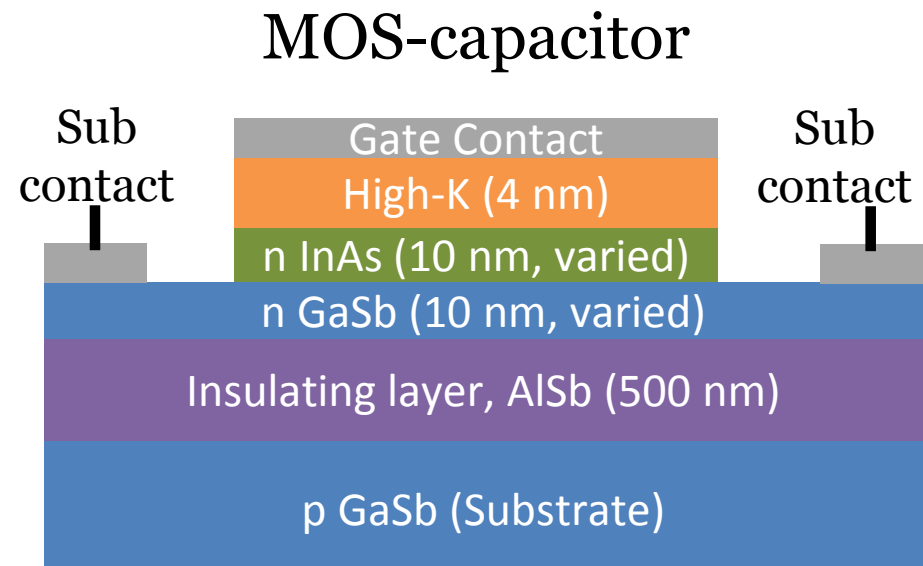 MOS-capacitor
Sub
contact
Sub
contact
Gate Contact
High-K (4 nm)
n InAs (10 nm, varied)
n GaSb (10 nm, varied)
Insulating layer, AlSb (500 nm)
p GaSb (Substrate)